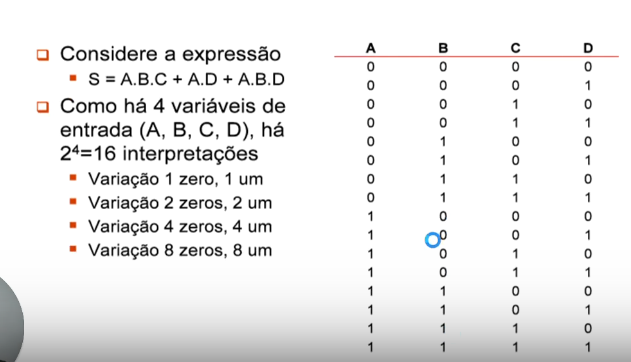 Considere a expressão
S = A.B.C + A.D + A.B.D
Como há 4 variáveis de
entrada (A, B, C, D), há
2⁴=16 interpretações
Variação 1 zero, 1 um
Variação 2 zeros, 2 um
Variação 4 zeros, 4 um
Variação 8 zeros, 8 um
A B C D
0 0 0 0
0 0 0 1
0 0 1 0
0 0 1 1
0 1 0 0
0 1 0 1
0 1 1 0
0 1 1 1
1 0 0 0
1 0 0 1
1 0 1 0
1 0 1 1
1 1 0 0
1 1 0 1
1 1 1 0
1 1 1 1